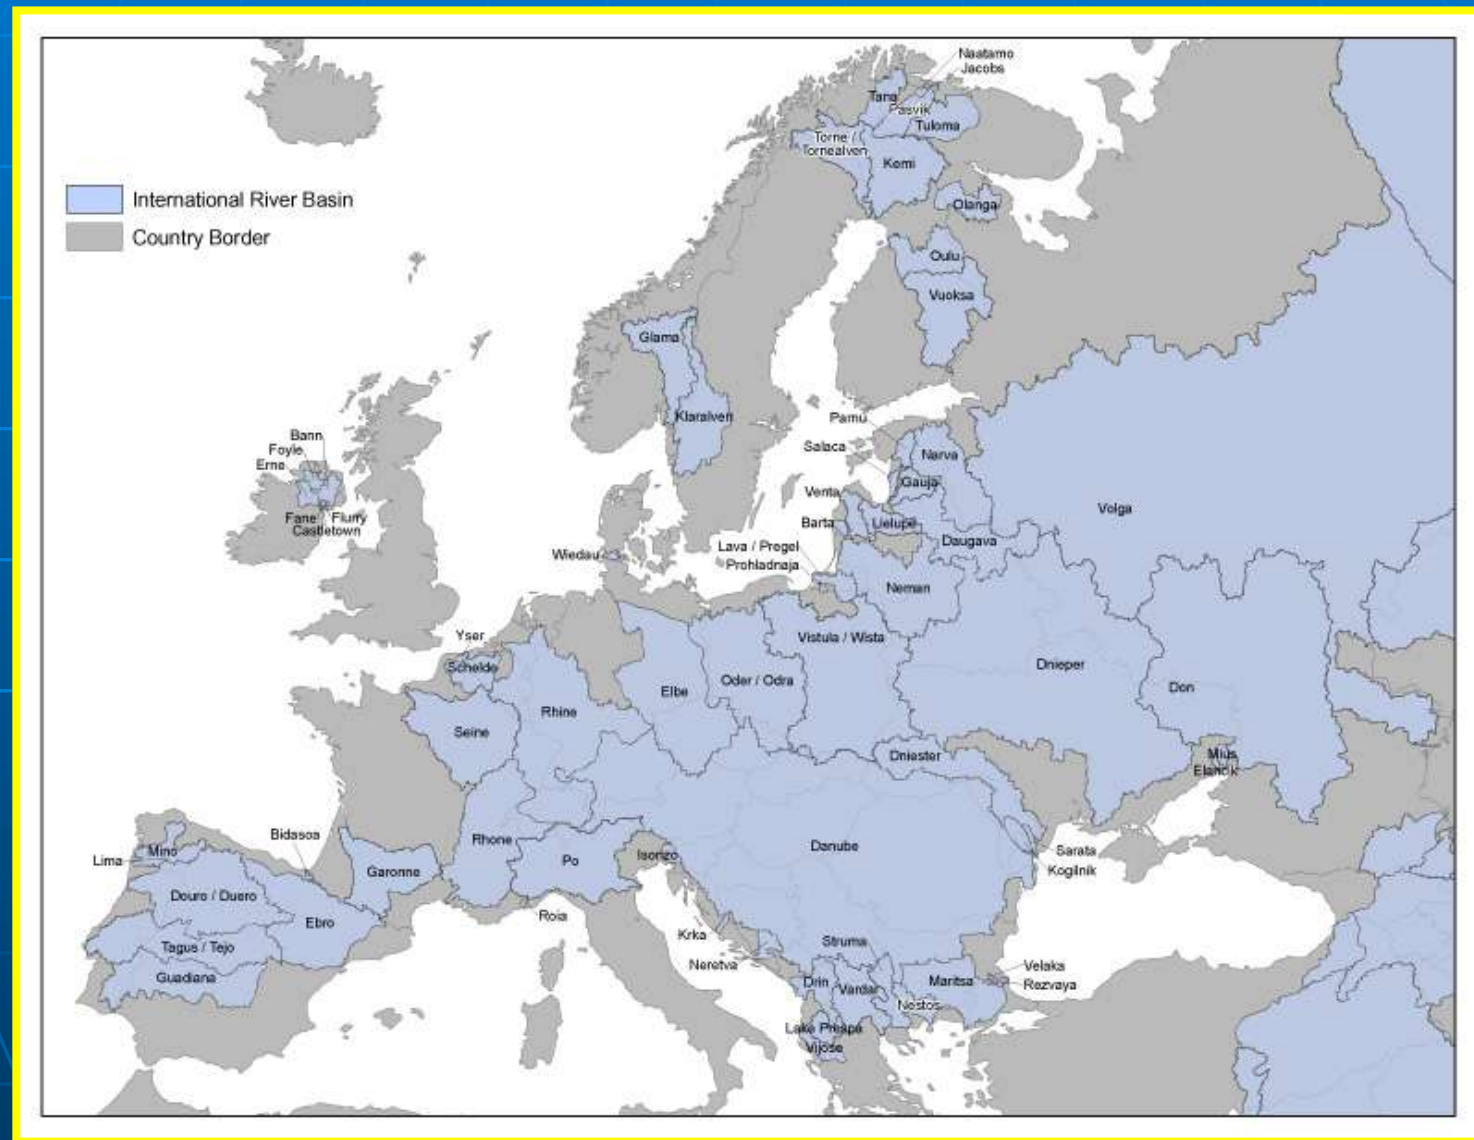 Naatamo
Jacobs
Tana
Pasvik
Tuloma
Torne /
Tornealven
Kemi
International River Basin
Olanga
Country Border
Oulu
Vuoksa
Glama
Klaralven
Parnu
Salaca
Bann
Foyle
Erne
Narva
Gauja
Venta
Volga
Barta
Lielupe
Fane
Flurry
Castletown
Daugava
Lava / Pregel
Wiedau
Prohladnaja
Neman
Yser
Vistula / Wista
Schelde
Dnieper
Oder / Odra
Elbe
Don
Rhine
Seine
Dniester
Mius
Elancik
Bidasoa
Rhone
Danube
Mino
Lima
Isonzo
Po
Sarata
Garonne
Kogilnik
Douro / Duero
Ebro
Roia
Krka
Struma
Tagus / Tejo
Neretva
Velaka
Guadiana
Drin
Vardar
Maritsa
Rezvaya
Nestos
Lake Prespa
Vijose